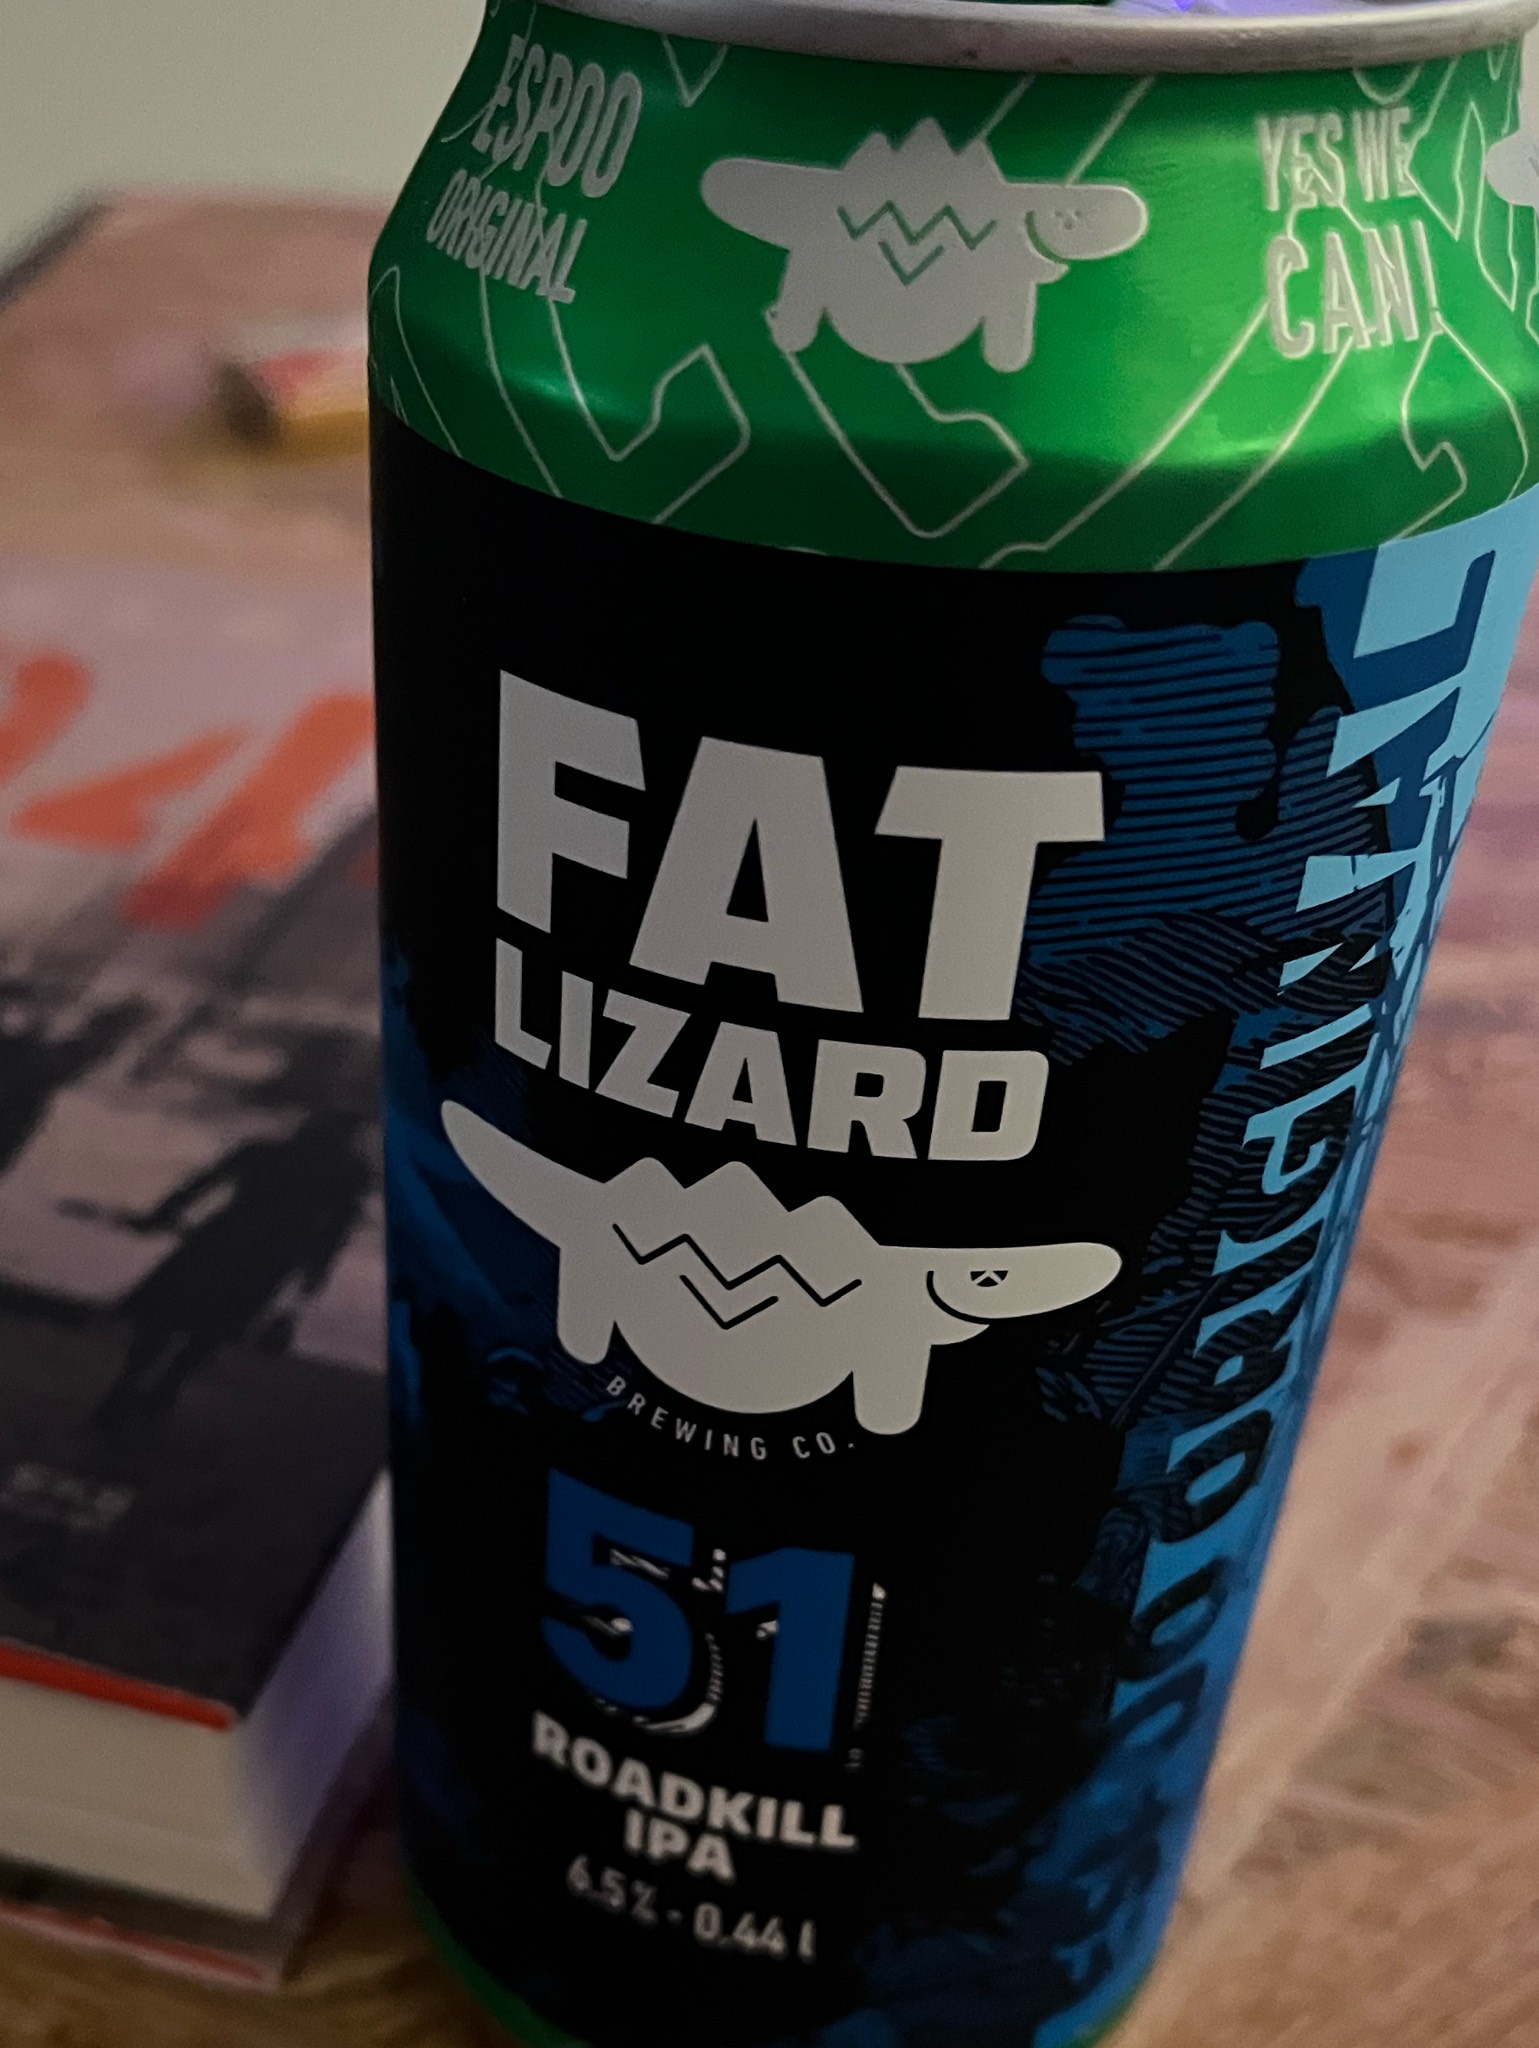 ESPOO
ORIGINAL
YES WE
CAN!
FAT
LIZARD
BREWING CO.
51
ROADKILL
IPA
6.5% - 0.44 l